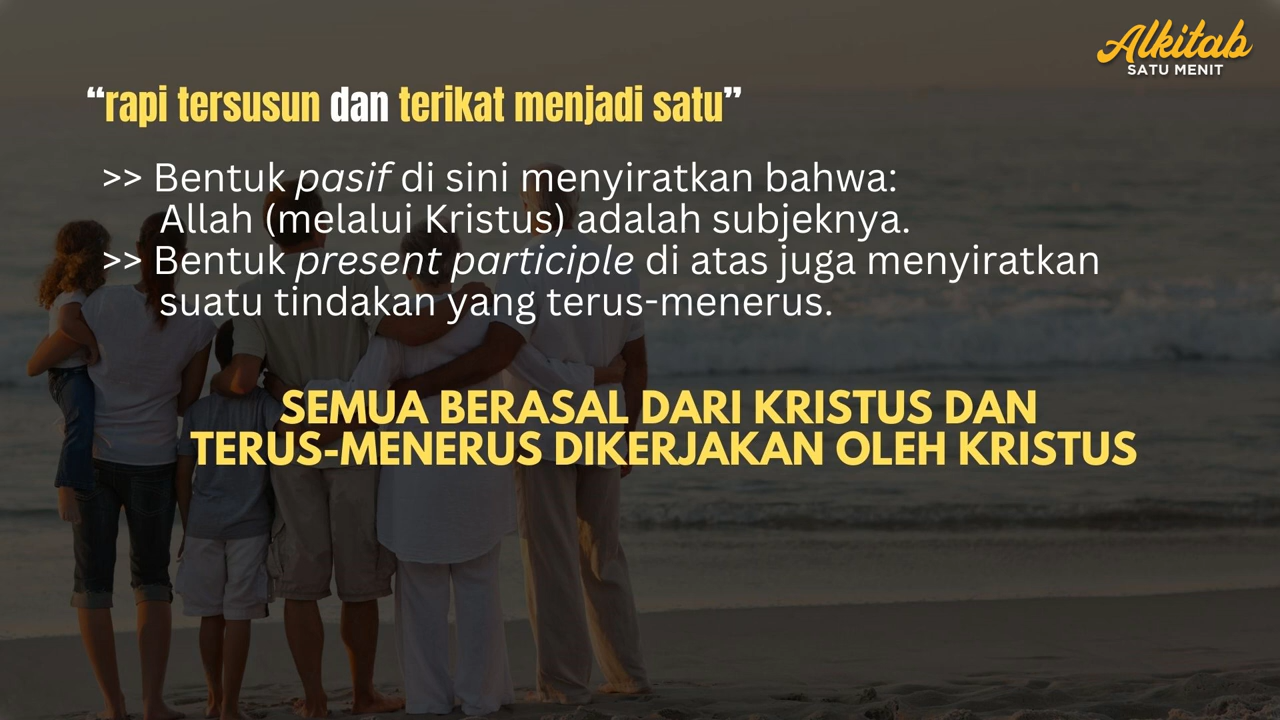 Alkitab
SATU MENIT
“rapi tersusun dan terikat menjadi satu”
>> Bentuk pasif di sini menyiratkan bahwa:
Allah (melalui Kristus) adalah subjeknya.
>> Bentuk present participle di atas juga menyiratkan
suatu tindakan yang terus-menerus.
SEMUA BERASAL DARI KRISTUS DAN
TERUS-MENERUS DIKERJAKAN OLEH KRISTUS